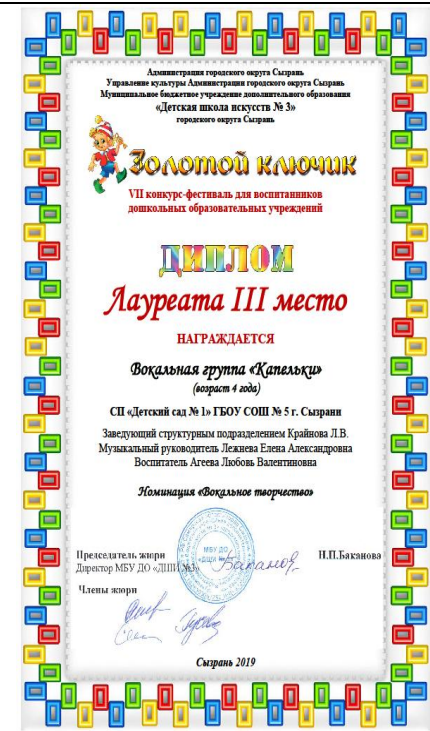 Администрация городского округа Сызрань
Управление культуры Администрации городского округа Сызрань
Муниципальное бюджетное учреждение дополнительного образования
«Детская школа искусств № 3»
городского округа Сызрань
Золотой ключик
VII конкурс-фестиваль для воспитанников
дошкольных образовательных учреждений
ДИПЛОМ
Лауреата III место
НАГРАЖДАЕТСЯ
Вокальная группа «Капельки»
(возраст 4 года)
СП «Детский сад № 1» ГБОУ СОШ № 5 г. Сызрани
Заведующий структурным подразделением Крайнова Л.В.
Музыкальный руководитель Лежнева Елена Александровна
Воспитатель Агеева Любовь Валентиновна
Номинация «Вокальное творчество»
МБУ ДО
«ДШИ №3»
Председатель жюри Н.П.Баканова
Директор МБУ ДО «ДШИ №3»
Члены жюри
Сызрань 2019